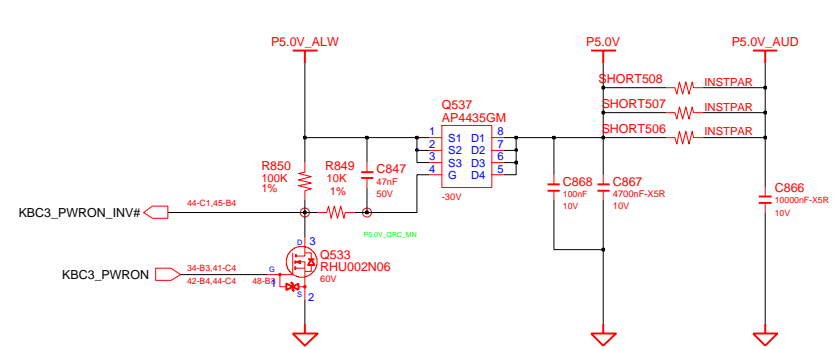 P5.0V_ALW
P5.0V
P5.0V_AUD
SHORT508
INSTPAR
SHORT507
INSTPAR
SHORT506
INSTPAR
Q537
AP4435GM
1 S1 D1 8
2 S2 D2 7
3 S3 D3 6
4 G D4 5
-30V
R850
100K
1%
R849
10K
1%
C847
47nF
50V
C868
100nF
10V
C867
4700nF-X5R
10V
C866
10000nF-X5R
10V
KBC3_PWRON_INV#
44-C1,45-B4
P5.0V_QRC_MN
D 3
Q533
RHU002N06
60V
KBC3_PWRON
34-B3,41-C4
42-B4,44-C4
G
1
S 2